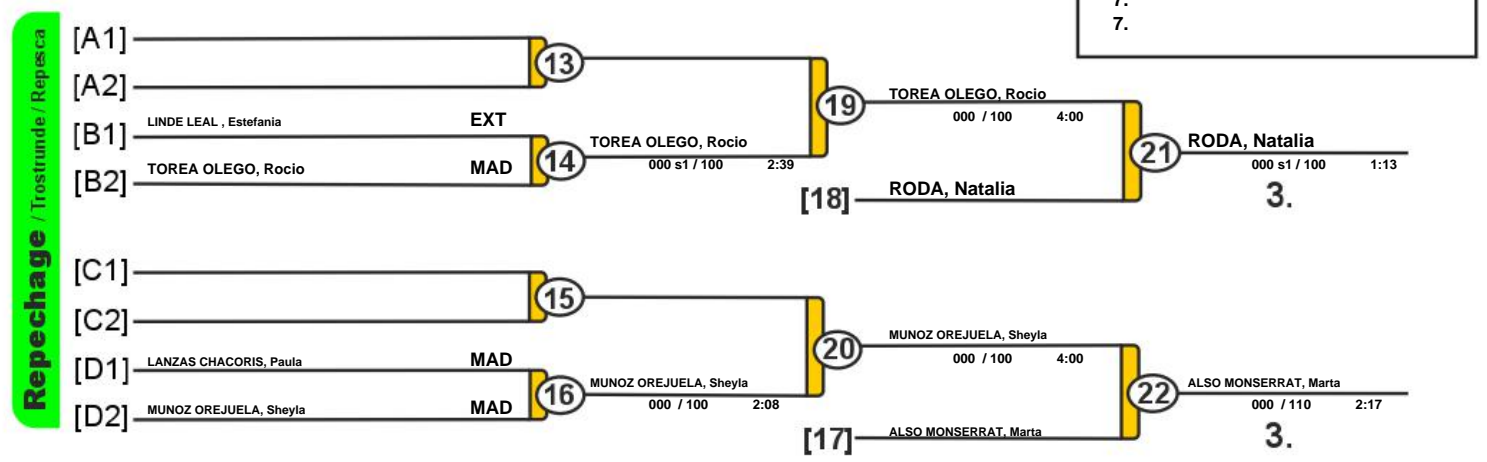 7.
7.
Repechage / Trostrunde / Repesca
[A1]
13
[A2]
19
TOREA OLEGO, Rocio
000 / 100 4:00
[B1] LINDE LEAL , Estefania EXT
14
TOREA OLEGO, Rocio
000 s1 / 100 2:39
[B2] TOREA OLEGO, Rocio MAD
21
RODA, Natalia
000 s1 / 100 1:13
3.
[18] RODA, Natalia
[C1]
15
[C2]
20
MUNOZ OREJUELA, Sheyla
000 / 100 4:00
[D1] LANZAS CHACORIS, Paula MAD
16
MUNOZ OREJUELA, Sheyla
000 / 100 2:08
[D2] MUNOZ OREJUELA, Sheyla MAD
22
ALSO MONSERRAT, Marta
000 / 110 2:17
3.
[17] ALSO MONSERRAT, Marta